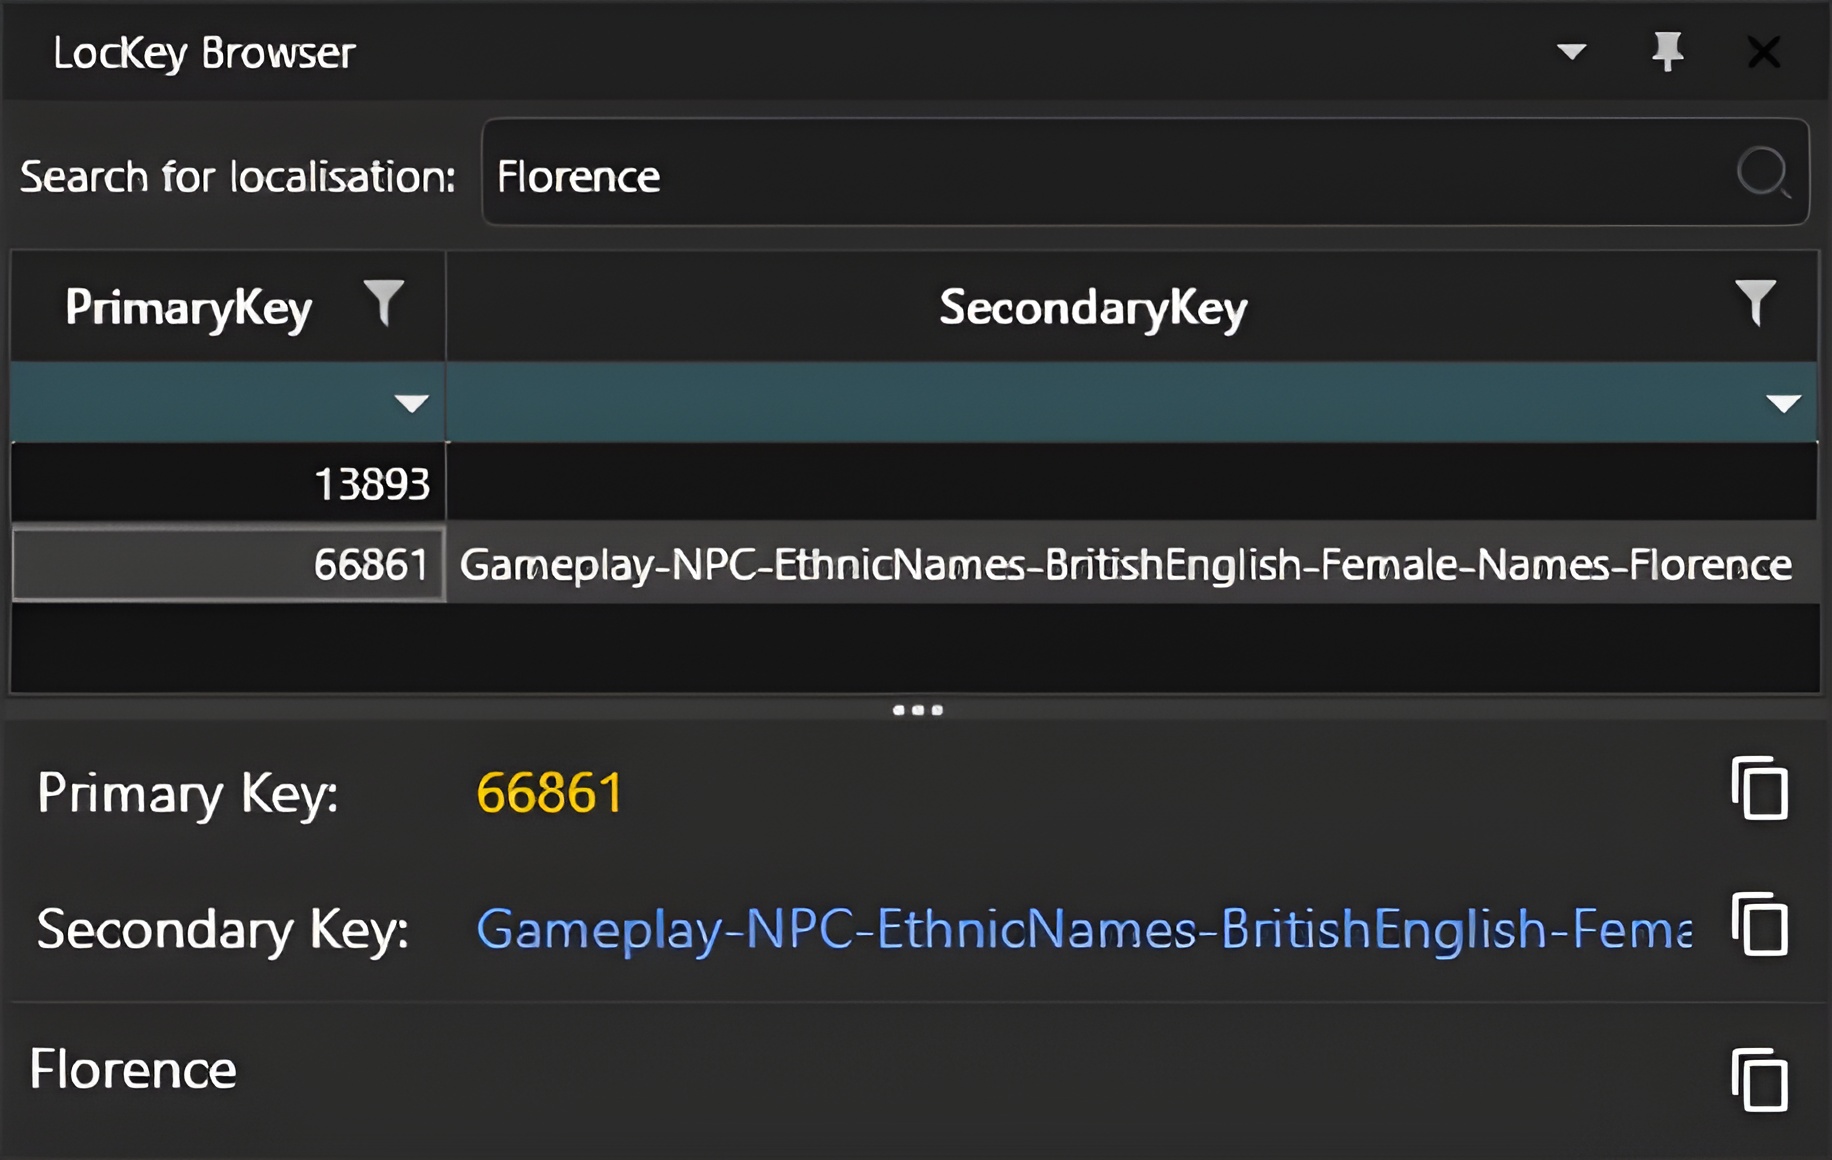 LocKey Browser
Search for localisation: Florence
PrimaryKey SecondaryKey
13893
66861 Gameplay-NPC-EthnicNames-BritishEnglish-Female-Names-Florence
Primary Key: 66861
Secondary Key: Gameplay-NPC-EthnicNames-BritishEnglish-Fema
Florence